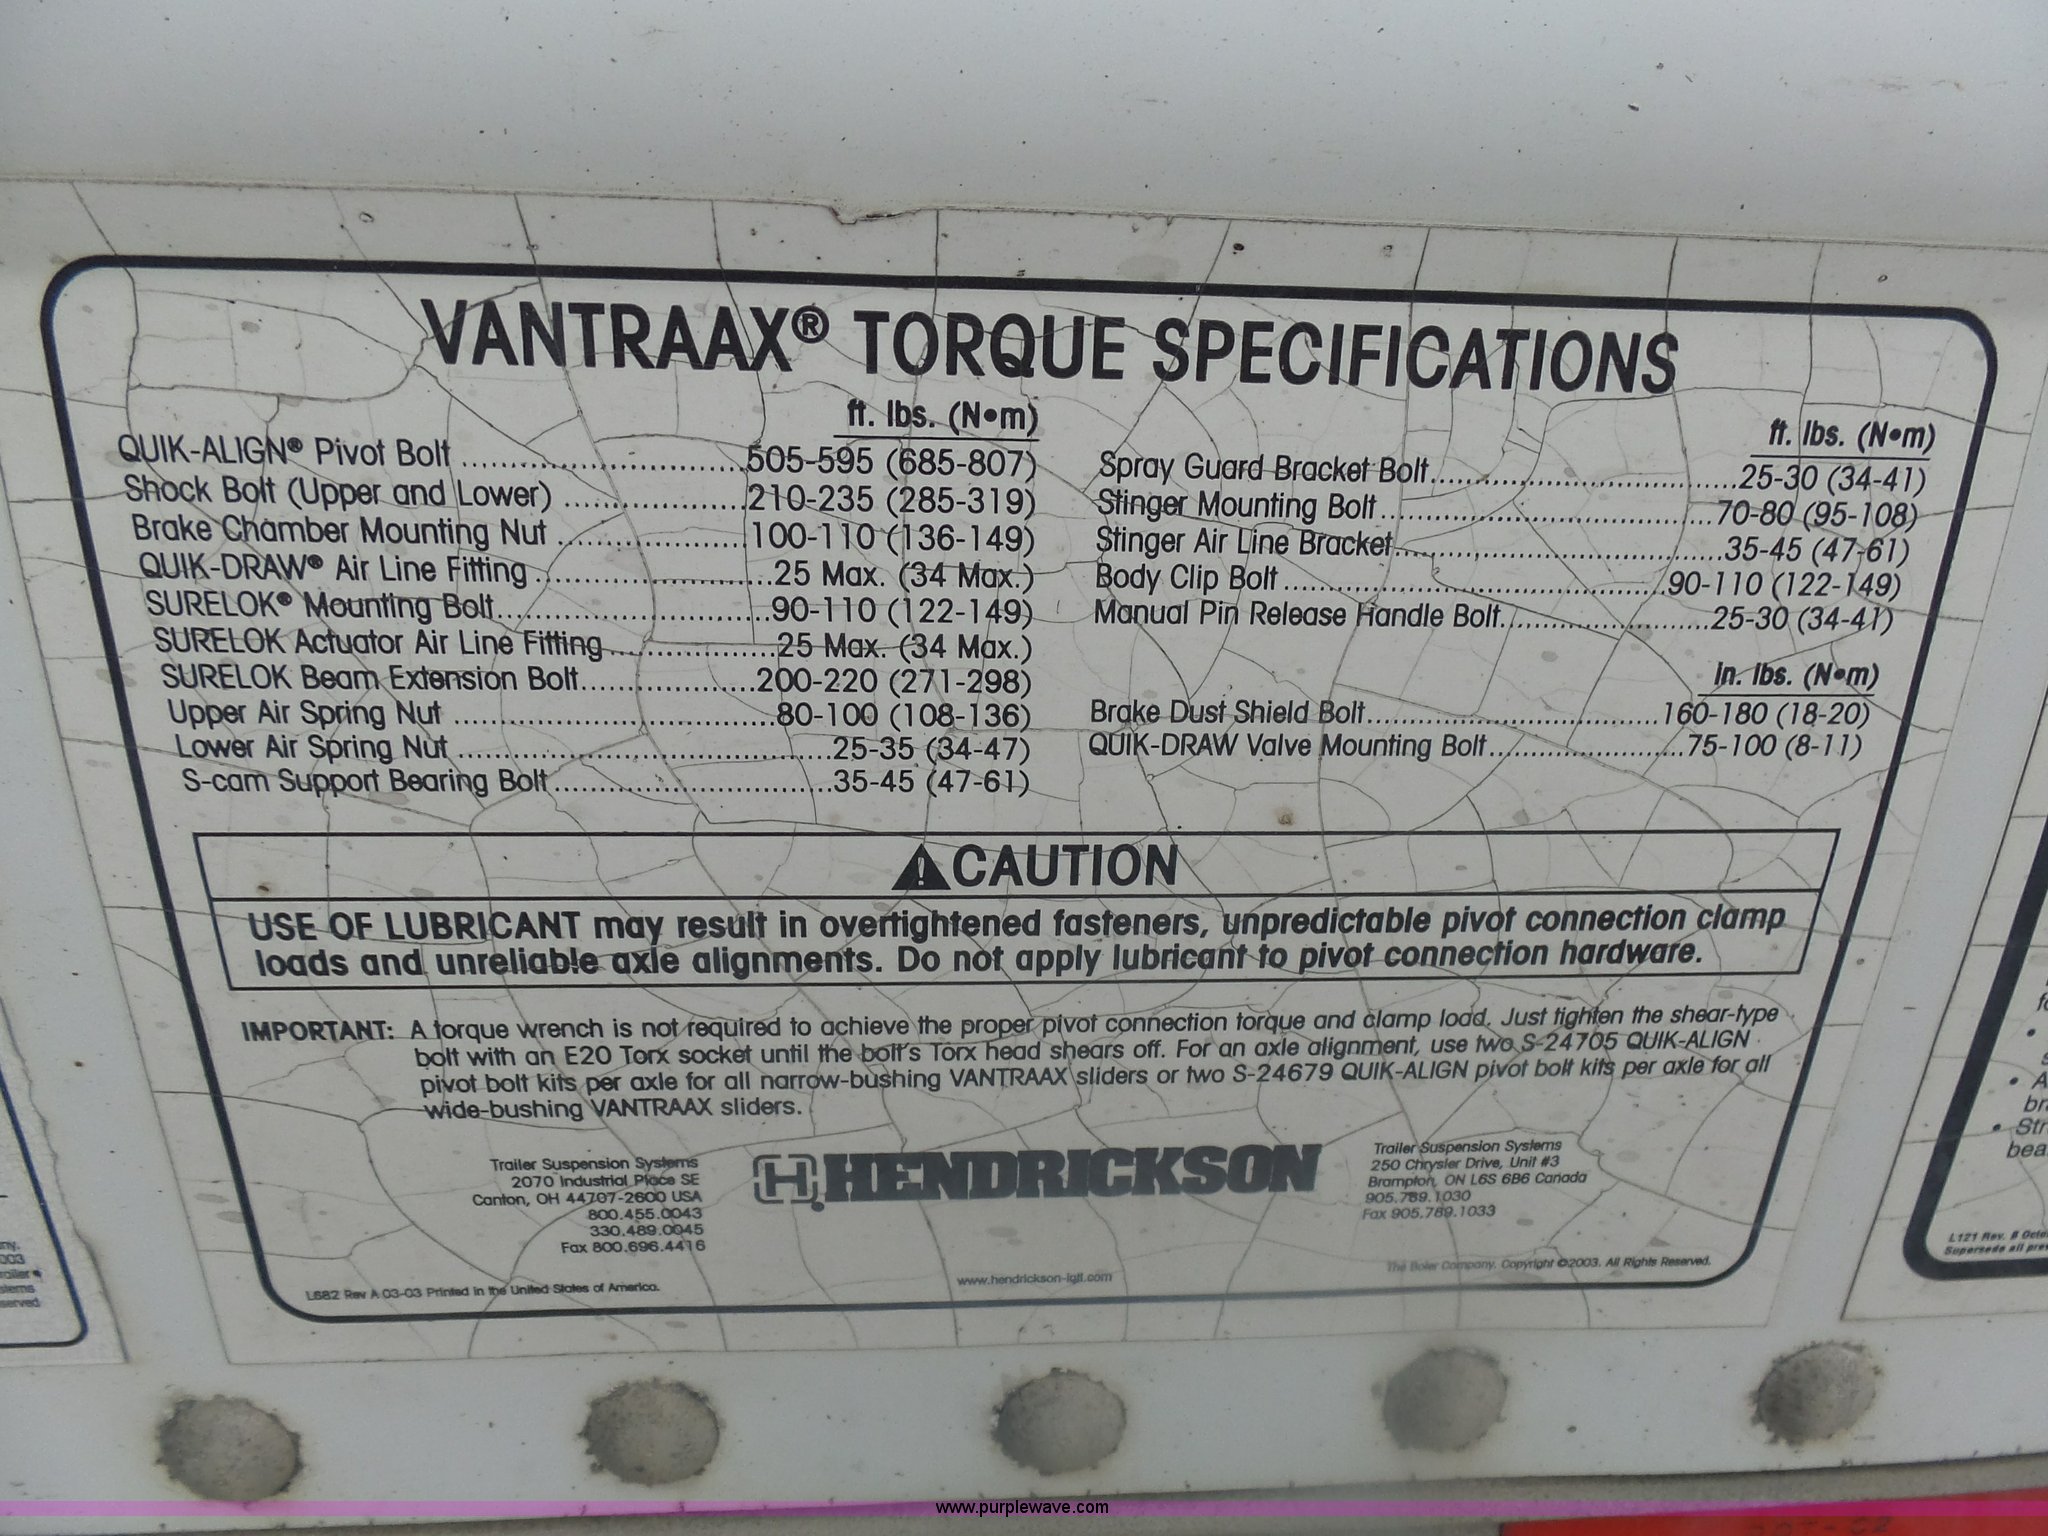 VANTRAAX® TORQUE SPECIFICATIONS
ft. lbs. (N•m)
QUIK-ALIGN® Pivot Bolt ..............................505-595 (685-807)
Shock Bolt (Upper and Lower) ....................210-235 (285-319)
Brake Chamber Mounting Nut .....................100-110 (136-149)
QUIK-DRAW® Air Line Fitting..........................25 Max. (34 Max.)
SURELOK® Mounting Bolt..............................90-110 (122-149)
SURELOK Actuator Air Line Fitting..................25 Max. (34 Max.)
SURELOK Beam Extension Bolt...................200-220 (271-298)
Upper Air Spring Nut ...................................80-100 (108-136)
Lower Air Spring Nut .........................................25-35 (34-47)
S-cam Support Bearing Bolt..............................35-45 (47-61)
ft. lbs. (N•m)
Spray Guard Bracket Bolt.................................25-30 (34-41)
Stinger Mounting Bolt ....................................70-80 (95-108)
Stinger Air Line Bracket....................................35-45 (47-61)
Body Clip Bolt ..........................................90-110 (122-149)
Manual Pin Release Handle Bolt.......................25-30 (34-41)
in. lbs. (N•m)
Brake Dust Shield Bolt................................160-180 (18-20)
QUIK-DRAW Valve Mounting Bolt.....................75-100 (8-11)
CAUTION
USE OF LUBRICANT may result in overtightened fasteners, unpredictable pivot connection clamp
loads and unreliable axle alignments. Do not apply lubricant to pivot connection hardware.
IMPORTANT: A torque wrench is not required to achieve the proper pivot connection torque and clamp load. Just tighten the shear-type
bolt with an E20 Torx socket until the bolt's Torx head shears off. For an axle alignment, use two S-24705 QUIK-ALIGN
pivot bolt kits per axle for all narrow-bushing VANTRAAX sliders or two S-24679 QUIK-ALIGN pivot bolt kits per axle for all
wide-bushing VANTRAAX sliders.
Trailer Suspension Systems
2070 Industrial Place SE
Canton, OH 44707-2600 USA
800.455.0043
330.489.0045
Fax 800.696.4416
HENDRICKSON
Trailer Suspension Systems
250 Chrysler Drive, Unit #3
Brampton, ON L6S 6B6 Canada
905.789.1030
Fax 905.789.1033
L682 Rev A 03-03 Printed in the United States of America.
www.hendrickson-intl.com
The Boler Company. Copyright ©2003. All Rights Reserved.
L121 Rev. B
Supersede all
www.purplewave.com